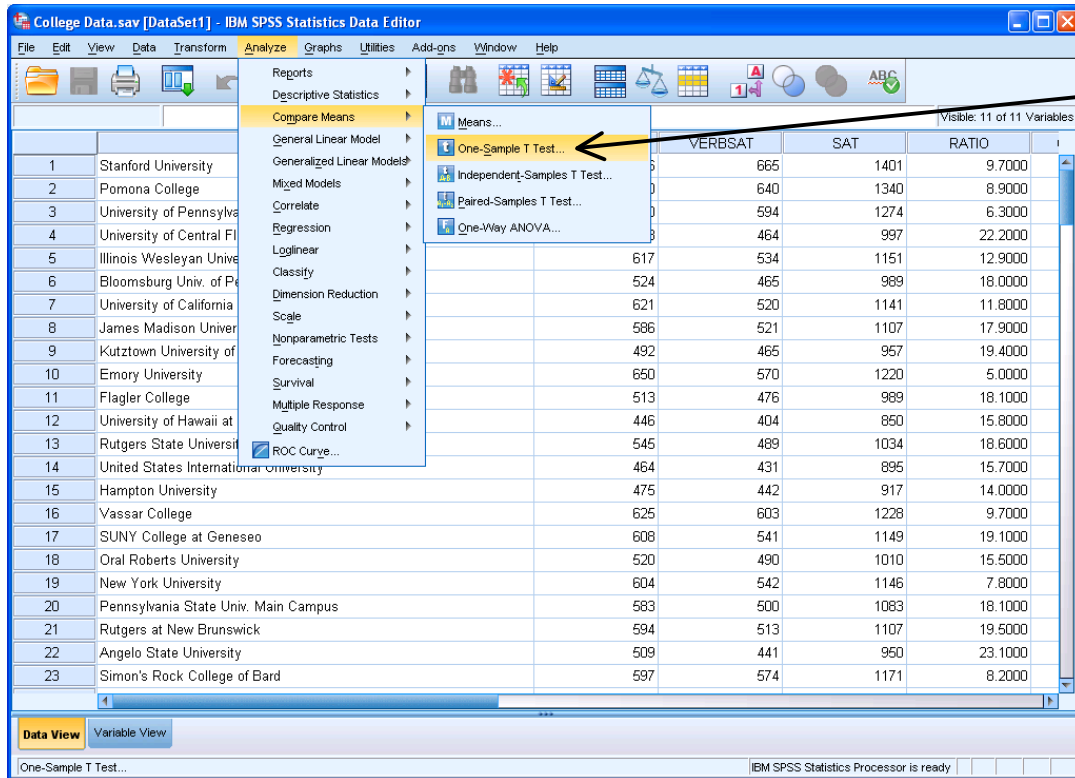 College Data.sav [DataSet1] - IBM SPSS Statistics Data Editor
File Edit View Data Transform Analyze Graphs Utilities Add-ons Window Help
Visible: 11 of 11 Variables
Reports
Descriptive Statistics
Compare Means
General Linear Model
Generalized Linear Models
Mixed Models
Correlate
Regression
Loglinear
Classify
Dimension Reduction
Scale
Nonparametric Tests
Forecasting
Survival
Multiple Response
Quality Control
ROC Curve...
Means...
One-Sample T Test...
Independent-Samples T Test...
Paired-Samples T Test...
One-Way ANOVA...
VERBSAT SAT RATIO
1 Stanford University 665 1401 9.7000
2 Pomona College 640 1340 8.9000
3 University of Pennsylva 594 1274 6.3000
4 University of Central Fl 464 997 22.2000
5 Illinois Wesleyan Unive 617 534 1151 12.9000
6 Bloomsburg Univ. of Pe 524 465 989 18.0000
7 University of California 621 520 1141 11.8000
8 James Madison Univer 586 521 1107 17.9000
9 Kutztown University of 492 465 957 19.4000
10 Emory University 650 570 1220 5.0000
11 Flagler College 513 476 989 18.1000
12 University of Hawaii at 446 404 850 15.8000
13 Rutgers State Universit 545 489 1034 18.6000
14 United States International University 464 431 895 15.7000
15 Hampton University 475 442 917 14.0000
16 Vassar College 625 603 1228 9.7000
17 SUNY College at Geneseo 608 541 1149 19.1000
18 Oral Roberts University 520 490 1010 15.5000
19 New York University 604 542 1146 7.8000
20 Pennsylvania State Univ. Main Campus 583 500 1083 18.1000
21 Rutgers at New Brunswick 594 513 1107 19.5000
22 Angelo State University 509 441 950 23.1000
23 Simon's Rock College of Bard 597 574 1171 8.2000
Data View Variable View
One-Sample T Test... IBM SPSS Statistics Processor is ready